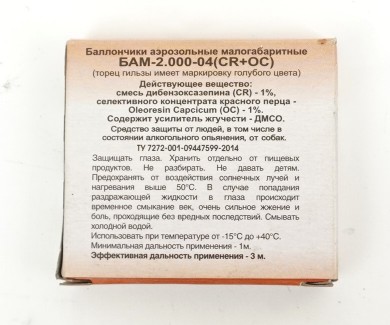 Баллончики аэрозольные малогабаритные
БАМ-2.000-04(CR+OC)
(торец гильзы имеет маркировку голубого цвета)
Действующее вещество:
смесь дибензоксазепина (CR) - 1%,
селективного концентрата красного перца -
Oleoresin Capcicum (OC) - 1%.
Содержит усилитель жгучести - ДМСО.
Средство защиты от людей, в том числе в
состоянии алкогольного опьянения, от собак.
ТУ 7272-001-09447599-2014
Защищать глаза. Хранить отдельно от пищевых
продуктов. Не разбирать. Не давать детям.
Предохранять от воздействия солнечных лучей и
нагревания выше 50°С. В случае попадания
раздражающей жидкости в глаза происходит
временное смыкание век, очень сильное жжение и
боль, проходящие без вредных последствий. Смывать
холодной водой.
Использовать при температуре от -15°С до +40°С.
Минимальная дальность применения - 1м.
Эффективная дальность применения - 3 м.